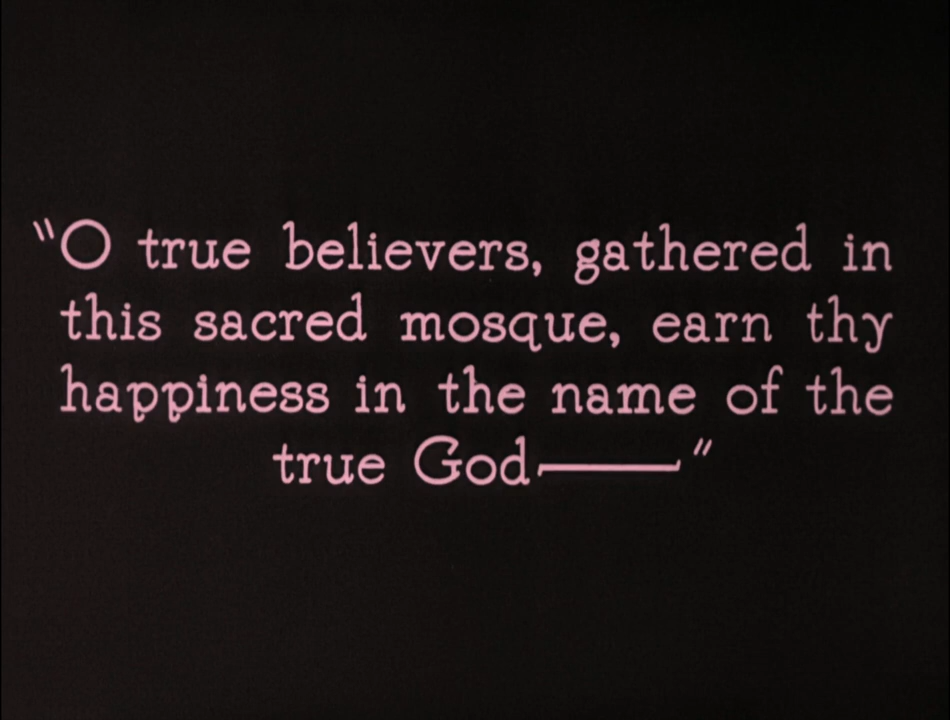 "O true believers, gathered in
this sacred mosque, earn thy
happiness in the name of the
true God——"